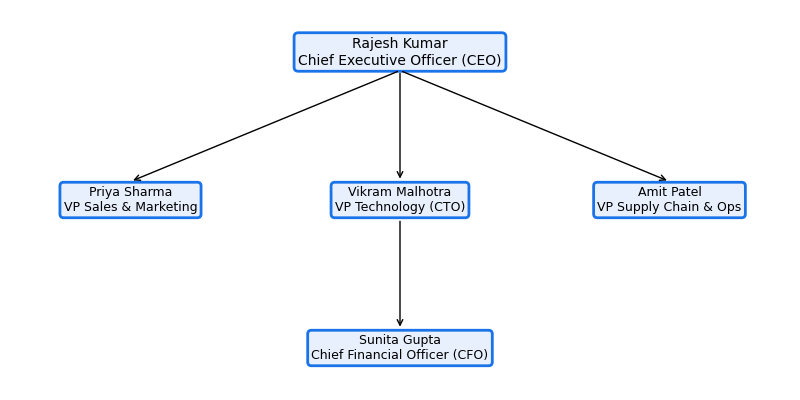 Rajesh Kumar
Chief Executive Officer (CEO)
Priya Sharma
VP Sales & Marketing
Vikram Malhotra
VP Technology (CTO)
Amit Patel
VP Supply Chain & Ops
Sunita Gupta
Chief Financial Officer (CFO)